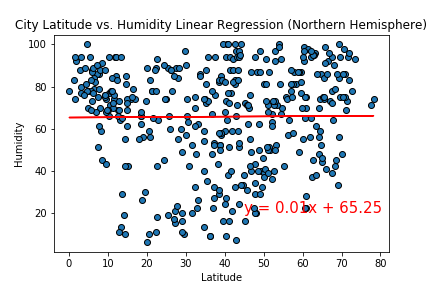 City Latitude vs. Humidity Linear Regression (Northern Hemisphere)
100
80
60
40
20
Humidity
y = 0.01x + 65.25
0 10 20 30 40 50 60 70 80
Latitude